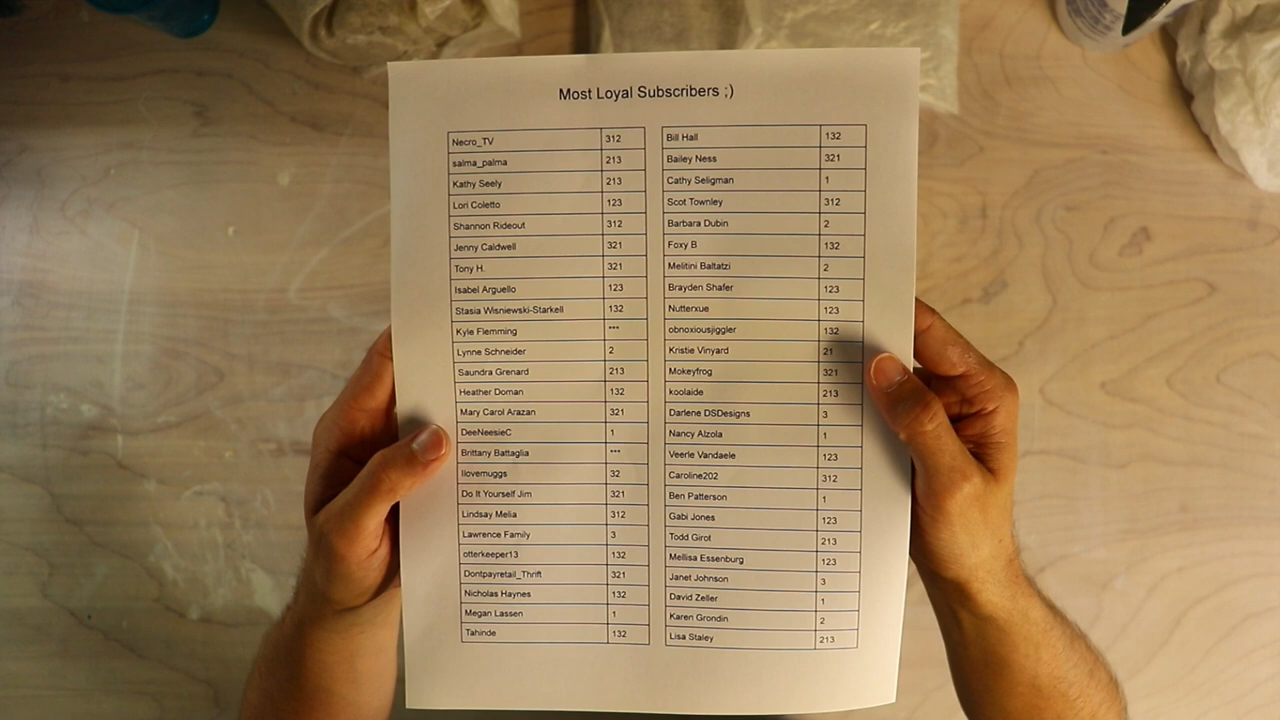 Most Loyal Subscribers ;)
Necro_TV 312
salma_palma 213
Kathy Seely 213
Lori Coletto 123
Shannon Rideout 312
Jenny Caldwell 321
Tony H. 321
Isabel Arguello 123
Stasia Wisniewski-Starkell 132
Kyle Flemming ***
Lynne Schneider 2
Saundra Grenard 213
Heather Doman 132
Mary Carol Arazan 321
DeeNeesieC 1
Brittany Battaglia ***
Ilovemuggs 32
Do It Yourself Jim 321
Lindsay Melia 312
Lawrence Family 3
otterkeeper13 132
Dontpayretail_Thrift 321
Nicholas Haynes 132
Megan Lassen 1
Tahinde 132
Bill Hall 132
Bailey Ness 321
Cathy Seligman 1
Scot Townley 312
Barbara Dubin 2
Foxy B 132
Melitini Baltatzi 2
Brayden Shafer 123
Nutterxue 123
obnoxiousjiggler 132
Kristie Vinyard 21
Mokeyfrog 321
koolaide 213
Darlene DSDesigns 3
Nancy Alzola 1
Veerle Vandaele 123
Caroline202 312
Ben Patterson 1
Gabi Jones 123
Todd Girot 213
Mellisa Essenburg 123
Janet Johnson 3
David Zeller 1
Karen Grondin 2
Lisa Staley 213